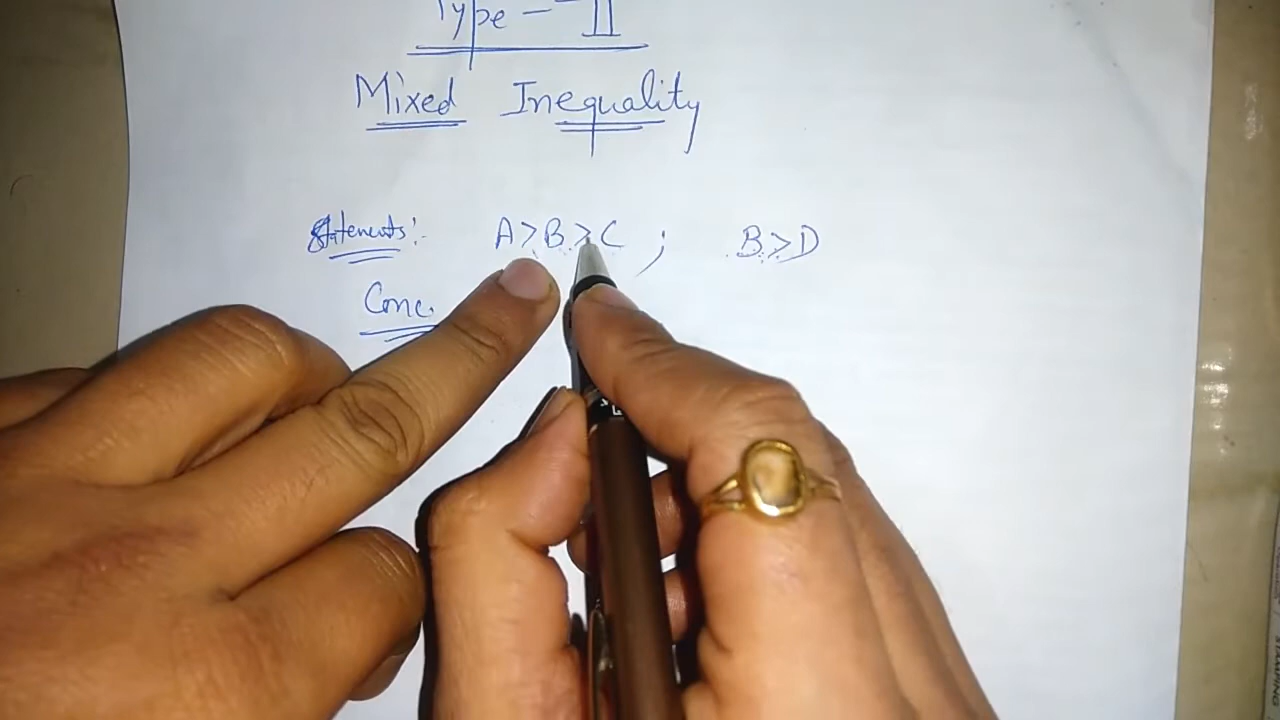 Type - II
Mixed Inequality
Statements:- A > B > C ; B > D
Conc.